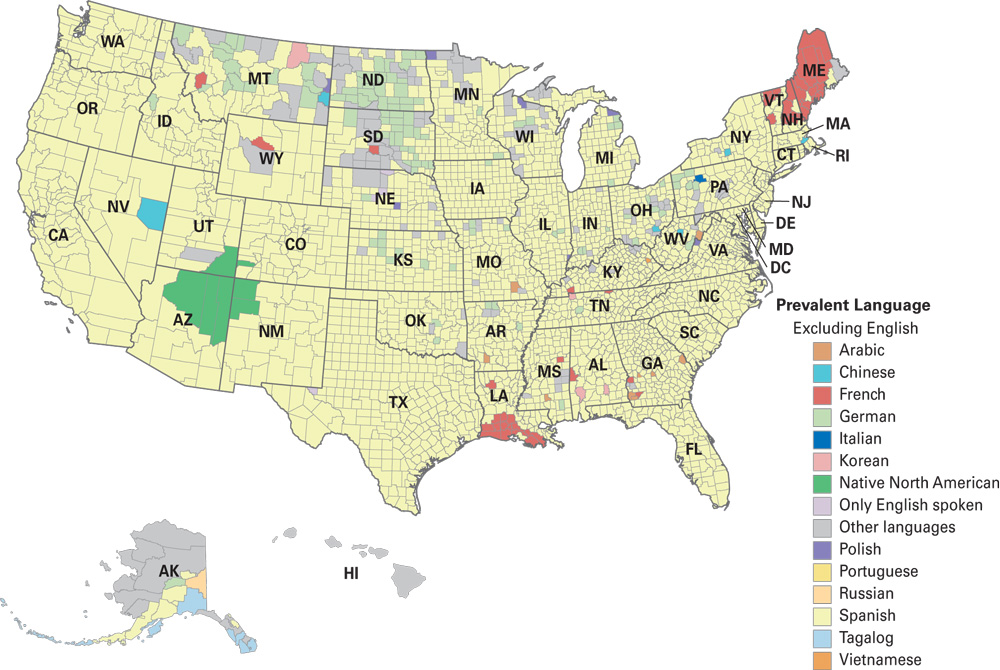 WA
MT
ND
MN
ME
VT
NH
OR
ID
SD
WI
MI
NY
MA
WY
CT
RI
NE
IA
PA
NV
UT
CO
IL
IN
OH
NJ
CA
KS
MO
WV
VA
DE
MD
KY
DC
AZ
NM
OK
AR
TN
NC
SC
MS
AL
GA
TX
LA
FL
AK
HI
Prevalent Language
Excluding English
Arabic
Chinese
French
German
Italian
Korean
Native North American
Only English spoken
Other languages
Polish
Portuguese
Russian
Spanish
Tagalog
Vietnamese